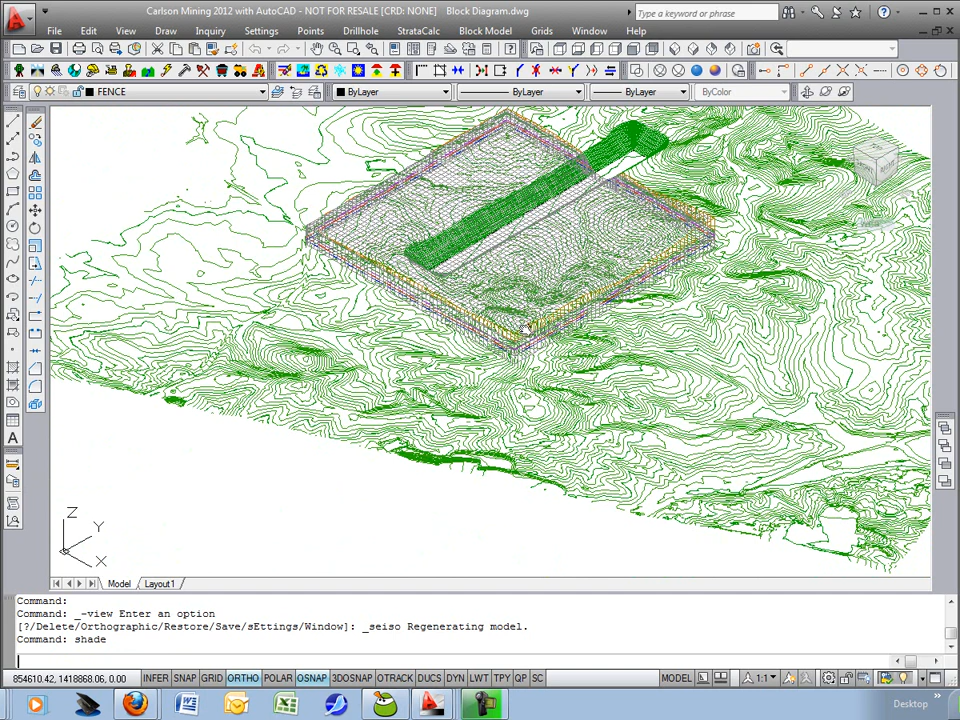 Carlson Mining 2012 with AutoCAD - NOT FOR RESALE [CRD: NONE] Block Diagram.dwg
Type a keyword or phrase
File Edit View Draw Inquiry Settings Points Drillhole StrataCalc Block Model Grids Window Help
FENCE ByLayer ByLayer ByLayer ByColor
Z
Y
X
Model Layout1
Command:
Command: _-view Enter an option
[?/Delete/Orthographic/Restore/Save/sEttings/Window]: _seiso Regenerating model.
Command: shade
854610.42, 1418868.06, 0.00 INFER SNAP GRID ORTHO POLAR OSNAP 3DOSNAP OTRACK DUCS DYN LWT TPY QP SC MODEL 1:1
Desktop